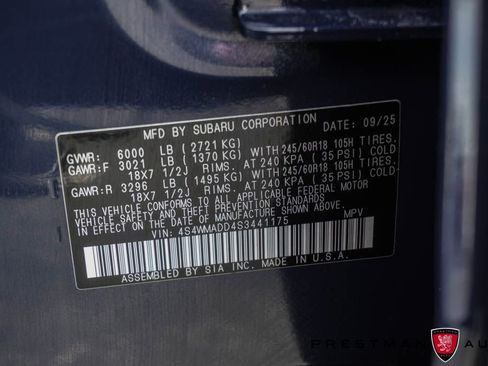 MFD BY SUBARU CORPORATION DATE: 09/25
GVWR: 6000 LB (2721 KG)
GAWR:F 3021 LB (1370 KG) WITH 245/60R18 105H TIRES.
18X7 1/2J RIMS. AT 240 KPA ( 35 PSI) COLD
GAWR:R 3296 LB (1495 KG) WITH 245/60R18 105H TIRES.
18X7 1/2J RIMS. AT 240 KPA ( 35 PSI) COLD
THIS VEHICLE CONFORMS TO ALL APPLICABLE FEDERAL MOTOR
VEHICLE SAFETY AND THEFT PREVENTION STANDARDS
IN EFFECT ON THE DATE OF MANUFACTURE SHOWN ABOVE.
VIN: 4S4WMADD4S3441175 MPV
ASSEMBLED BY SIA INC. MADE IN U.S.A.
PRESTMAN AU